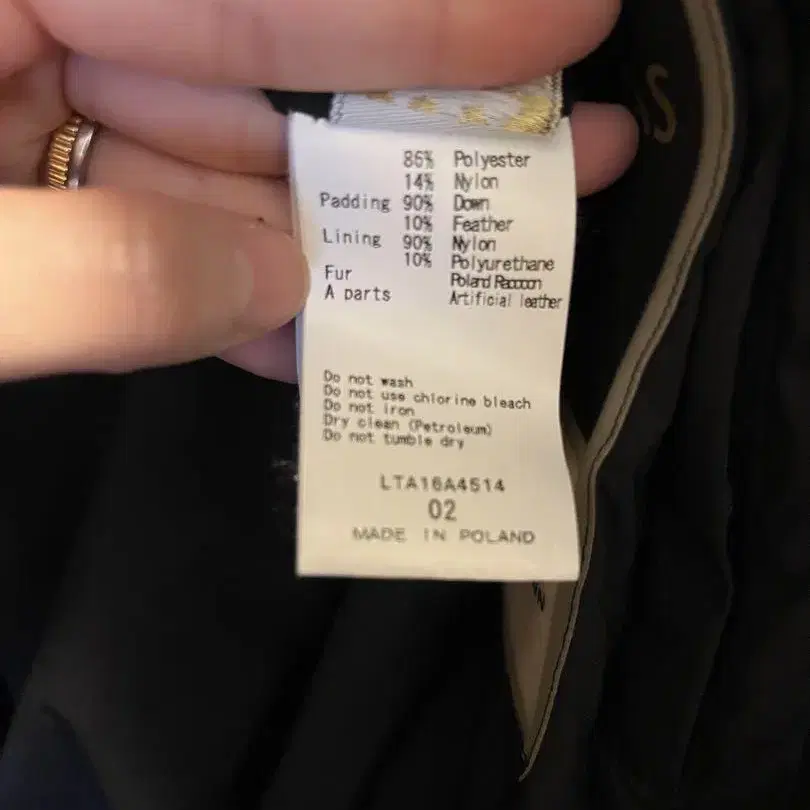 86% Polyester
14% Nylon
Padding 90% Down
10% Feather
Lining 90% Nylon
10% Polyurethane
Fur Poland Racoon
A parts Artificial leather
Do not wash
Do not use chlorine bleach
Do not iron
Dry clean (Petroleum)
Do not tumble dry
LTA16A4514
02
MADE IN POLAND